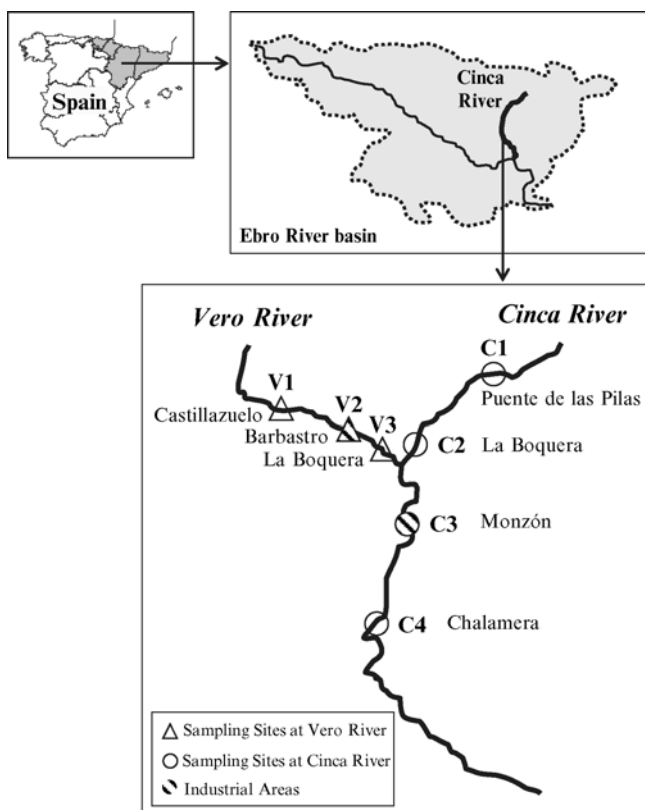 Spain
Cinca
River
Ebro River basin
Vero River
Cinca River
C1
V1
Puente de las Pilas
Castillazuelo
V2
Barbastro
V3
La Boquera
C2 La Boquera
C3 Monzón
C4 Chalamera
Sampling Sites at Vero River
Sampling Sites at Cinca River
Industrial Areas